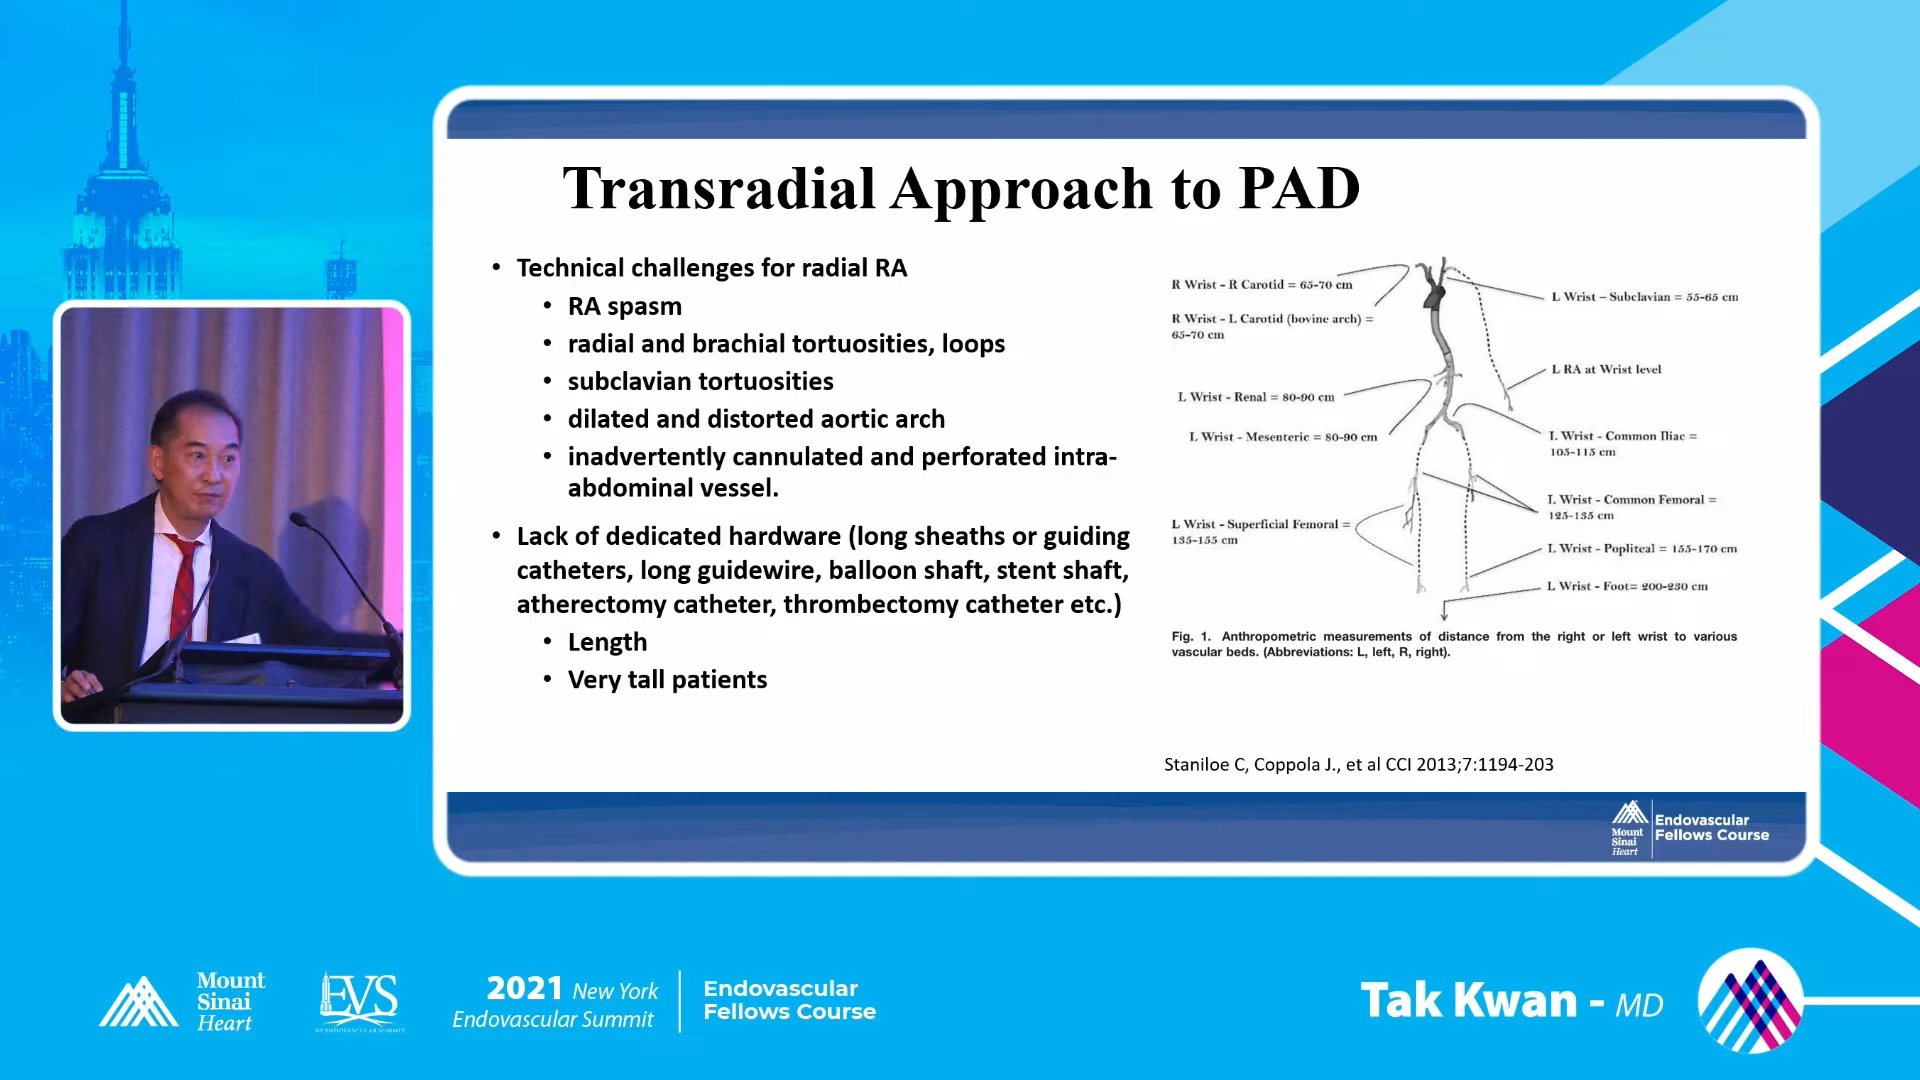 Transradial Approach to PAD
• Technical challenges for radial RA
• RA spasm
• radial and brachial tortuosities, loops
• subclavian tortuosities
• dilated and distorted aortic arch
• inadvertently cannulated and perforated intra-
abdominal vessel.
• Lack of dedicated hardware (long sheaths or guiding
catheters, long guidewire, balloon shaft, stent shaft,
atherectomy catheter, thrombectomy catheter etc.)
• Length
• Very tall patients
R Wrist - R Carotid = 65-70 cm
R Wrist - L Carotid (bovine arch) =
65-70 cm
L Wrist - Renal = 80-90 cm
L Wrist - Mesenteric = 80-90 cm
L Wrist - Superficial Femoral =
135-155 cm
L Wrist – Subclavian = 55-65 cm
L RA at Wrist level
L Wrist - Common Iliac =
105-115 cm
L Wrist - Common Femoral =
125-135 cm
L Wrist - Popliteal = 155-170 cm
L Wrist - Foot= 200-230 cm
Fig. 1. Anthropometric measurements of distance from the right or left wrist to various
vascular beds. (Abbreviations: L, left, R, right).
Staniloe C, Coppola J., et al CCI 2013;7:1194-203
Mount
Sinai
Heart
Endovascular
Fellows Course
Mount
Sinai
Heart
EVS
NY ENDOVASCULAR SUMMIT
2021 New York
Endovascular Summit
Endovascular
Fellows Course
Tak Kwan - MD